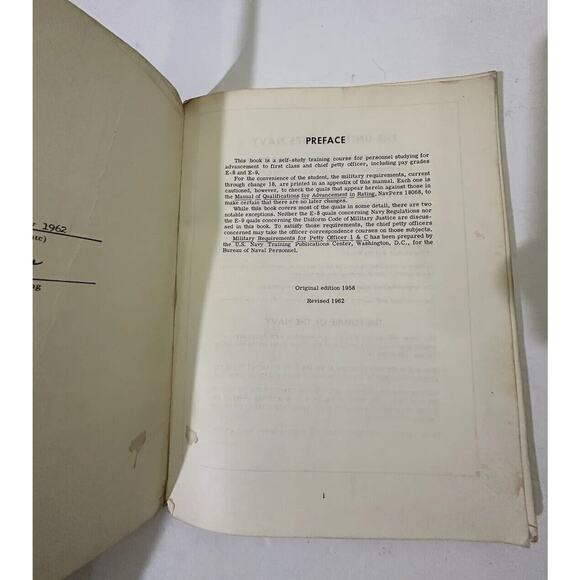 1962
te)
ng
PREFACE
This book is a self-study training course for personnel studying for
advancement to first class and chief petty officer, including pay grades
E-8 and E-9.
For the convenience of the student, the military requirements, current
through change 18, are printed in an appendix of this manual. Each one is
cautioned, however, to check the quals that appear herein against those in
the Manual of Qualifications for Advancement in Rating, NavPers 18068, to
make certain that there are no later changes.
While this book covers most of the quals in some detail, there are two
notable exceptions. Neither the E-8 quals concerning Navy Regulations nor
the E-9 quals concerning the Uniform Code of Military Justice are discus-
sed in this book. To satisfy those requirements, the chief petty officers
concerned may take the officer correspondence courses on those subjects.
Military Requirements for Petty Officer 1 & C has been prepared by
the U.S. Navy Training Publications Center, Washington, D.C., for the
Bureau of Naval Personnel.
Original edition 1958
Revised 1962
i